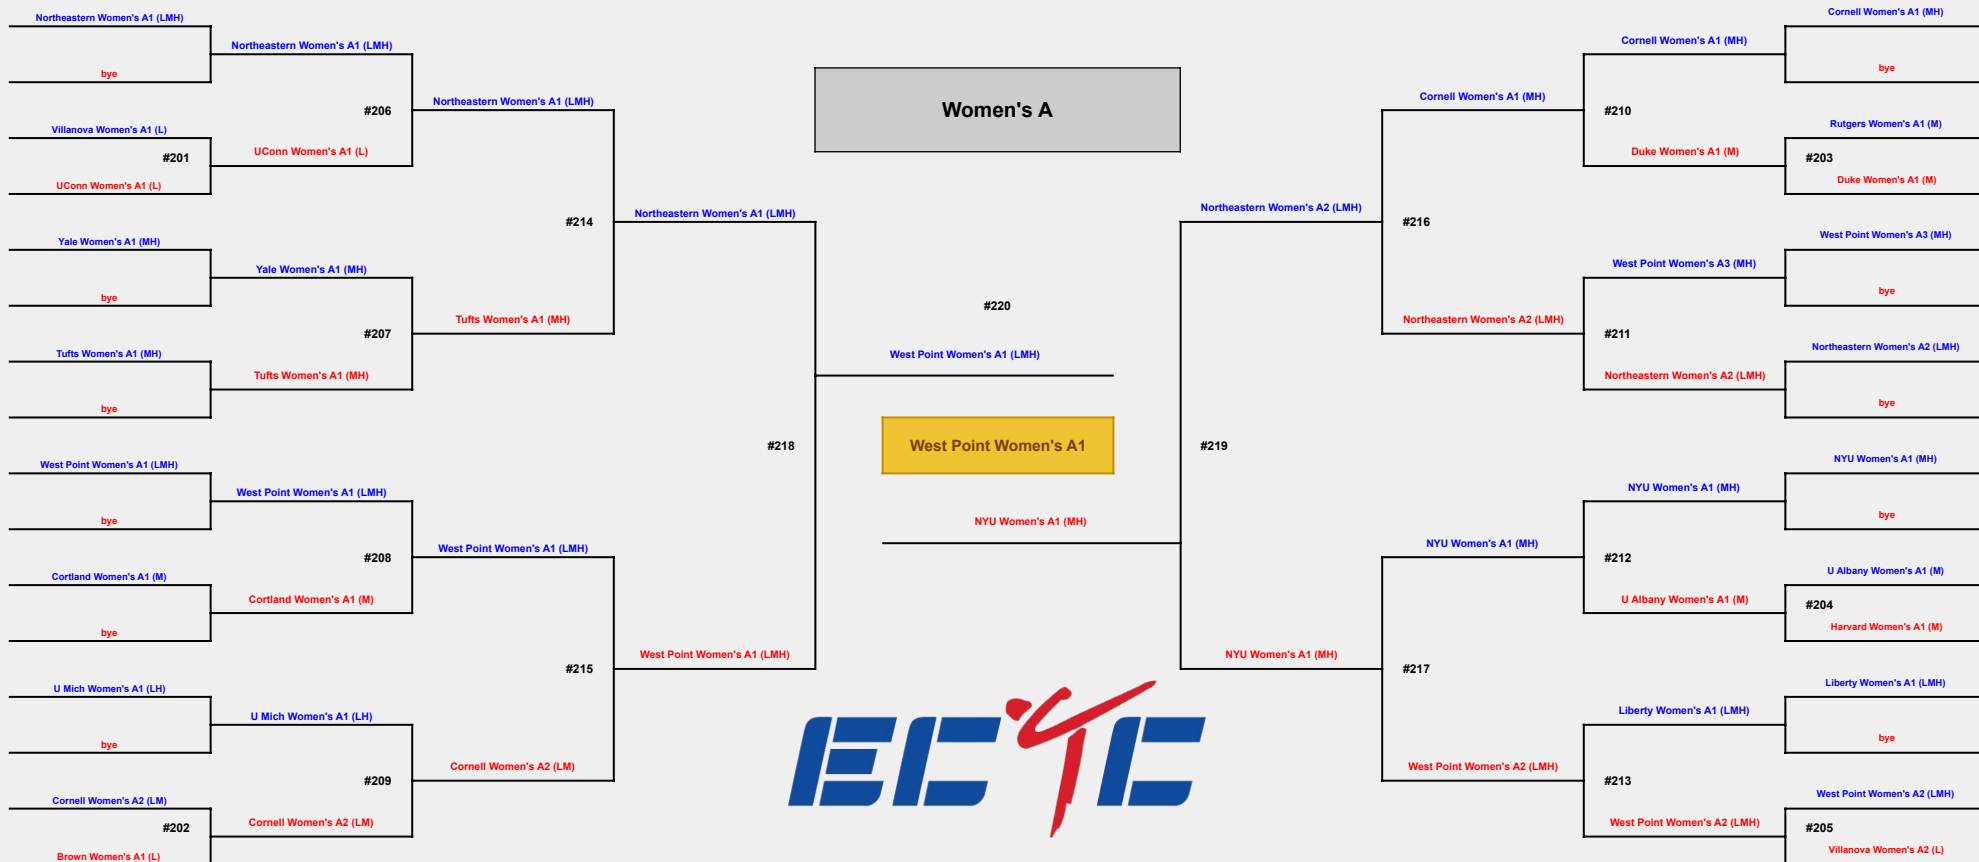 Northeastern Women's A1 (LMH)
bye
Villanova Women's A1 (L)
#201
UConn Women's A1 (L)
Yale Women's A1 (MH)
bye
Tufts Women's A1 (MH)
bye
West Point Women's A1 (LMH)
bye
Cortland Women's A1 (M)
bye
U Mich Women's A1 (LH)
bye
Cornell Women's A2 (LM)
#202
Brown Women's A1 (L)
Northeastern Women's A1 (LMH)
#206
UConn Women's A1 (L)
Yale Women's A1 (MH)
#207
Tufts Women's A1 (MH)
West Point Women's A1 (LMH)
#208
Cortland Women's A1 (M)
U Mich Women's A1 (LH)
#209
Cornell Women's A2 (LM)
Northeastern Women's A1 (LMH)
#214
Tufts Women's A1 (MH)
West Point Women's A1 (LMH)
#215
Cornell Women's A2 (LM)
Northeastern Women's A1 (LMH)
#218
West Point Women's A1 (LMH)
Women's A
#220
West Point Women's A1 (LMH)
West Point Women's A1
NYU Women's A1 (MH)
ECTC
Northeastern Women's A2 (LMH)
#219
NYU Women's A1 (MH)
Cornell Women's A1 (MH)
#216
Northeastern Women's A2 (LMH)
NYU Women's A1 (MH)
#217
West Point Women's A2 (LMH)
Cornell Women's A1 (MH)
#210
Duke Women's A1 (M)
West Point Women's A3 (MH)
#211
Northeastern Women's A2 (LMH)
NYU Women's A1 (MH)
#212
U Albany Women's A1 (M)
Liberty Women's A1 (LMH)
#213
West Point Women's A2 (LMH)
Cornell Women's A1 (MH)
bye
Rutgers Women's A1 (M)
#203
Duke Women's A1 (M)
West Point Women's A3 (MH)
bye
Northeastern Women's A2 (LMH)
bye
NYU Women's A1 (MH)
bye
U Albany Women's A1 (M)
#204
Harvard Women's A1 (M)
Liberty Women's A1 (LMH)
bye
West Point Women's A2 (LMH)
#205
Villanova Women's A2 (L)